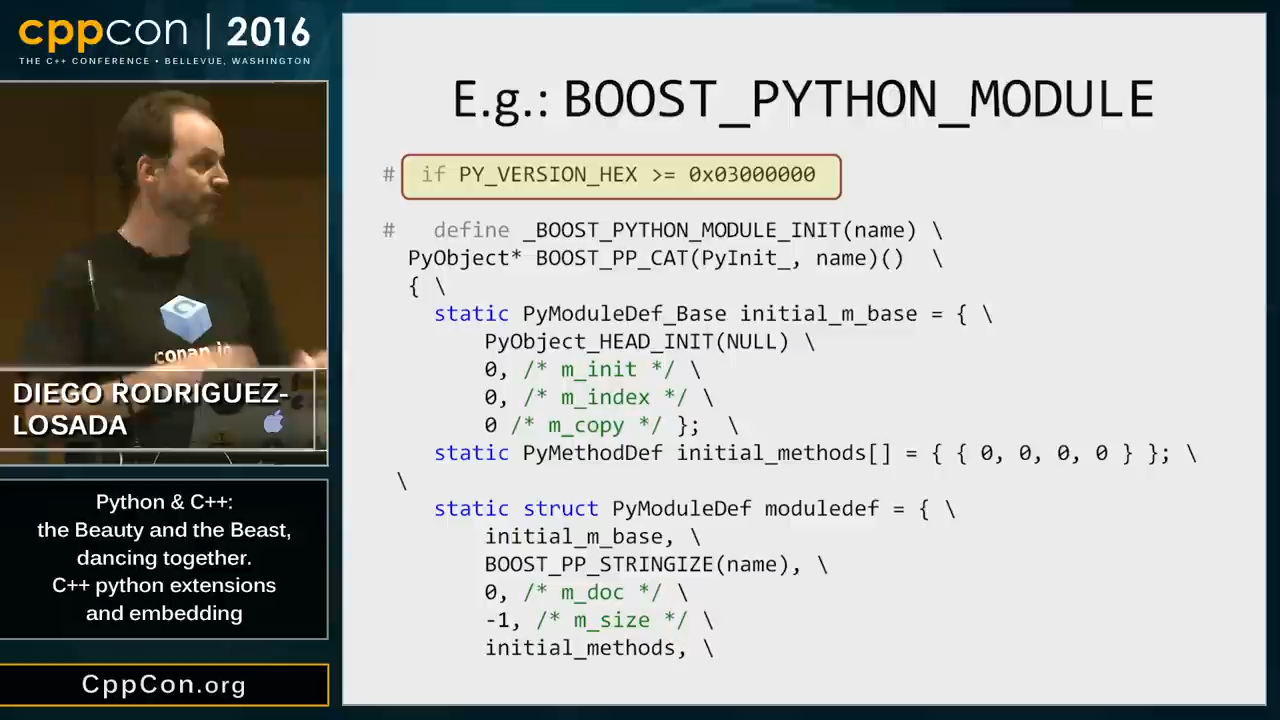 cppcon | 2016
THE C++ CONFERENCE • BELLEVUE, WASHINGTON
conan.io
DIEGO RODRIGUEZ-
LOSADA
Python & C++:
the Beauty and the Beast,
dancing together.
C++ python extensions
and embedding
CppCon.org
E.g.: BOOST_PYTHON_MODULE
# if PY_VERSION_HEX >= 0x03000000
#   define _BOOST_PYTHON_MODULE_INIT(name) \
PyObject* BOOST_PP_CAT(PyInit_, name)()  \
{ \
static PyModuleDef_Base initial_m_base = { \
PyObject_HEAD_INIT(NULL) \
0, /* m_init */ \
0, /* m_index */ \
0 /* m_copy */ };  \
static PyMethodDef initial_methods[] = { { 0, 0, 0, 0 } }; \
\
static struct PyModuleDef moduledef = { \
initial_m_base, \
BOOST_PP_STRINGIZE(name), \
0, /* m_doc */ \
-1, /* m_size */ \
initial_methods, \